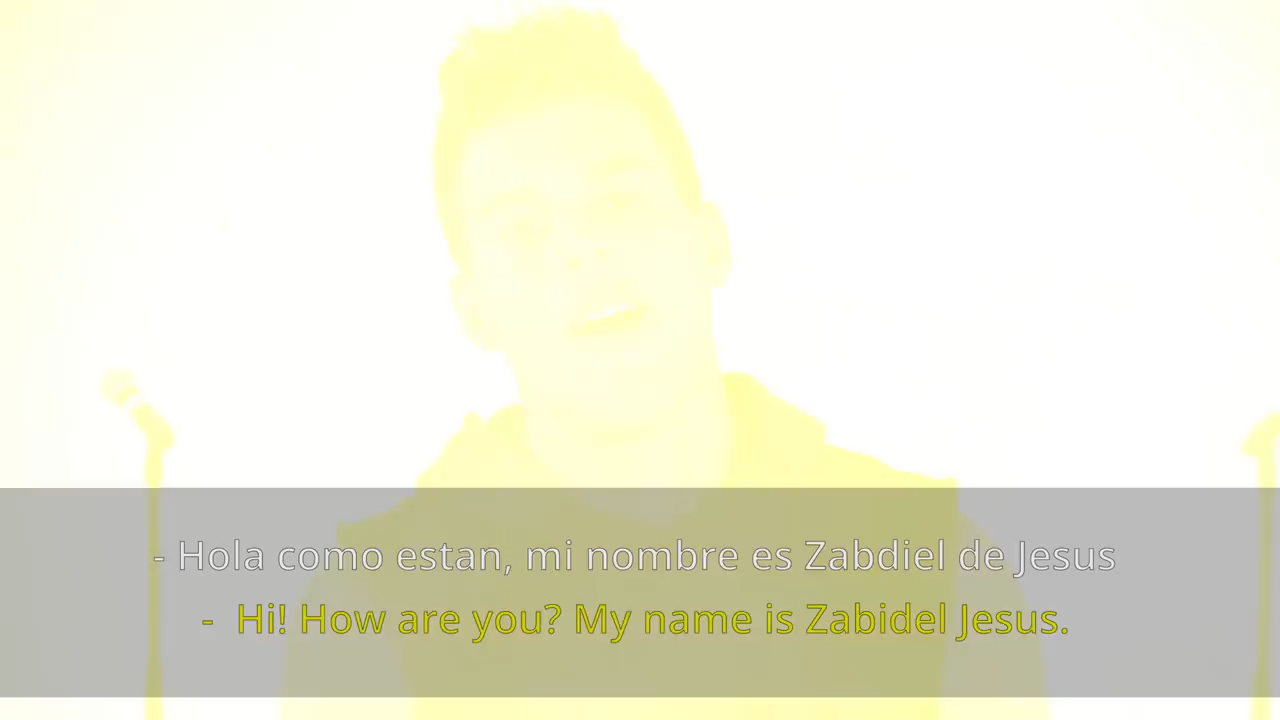 - Hola como estan, mi nombre es Zabdiel de Jesus
- Hi! How are you? My name is Zabidel Jesus.